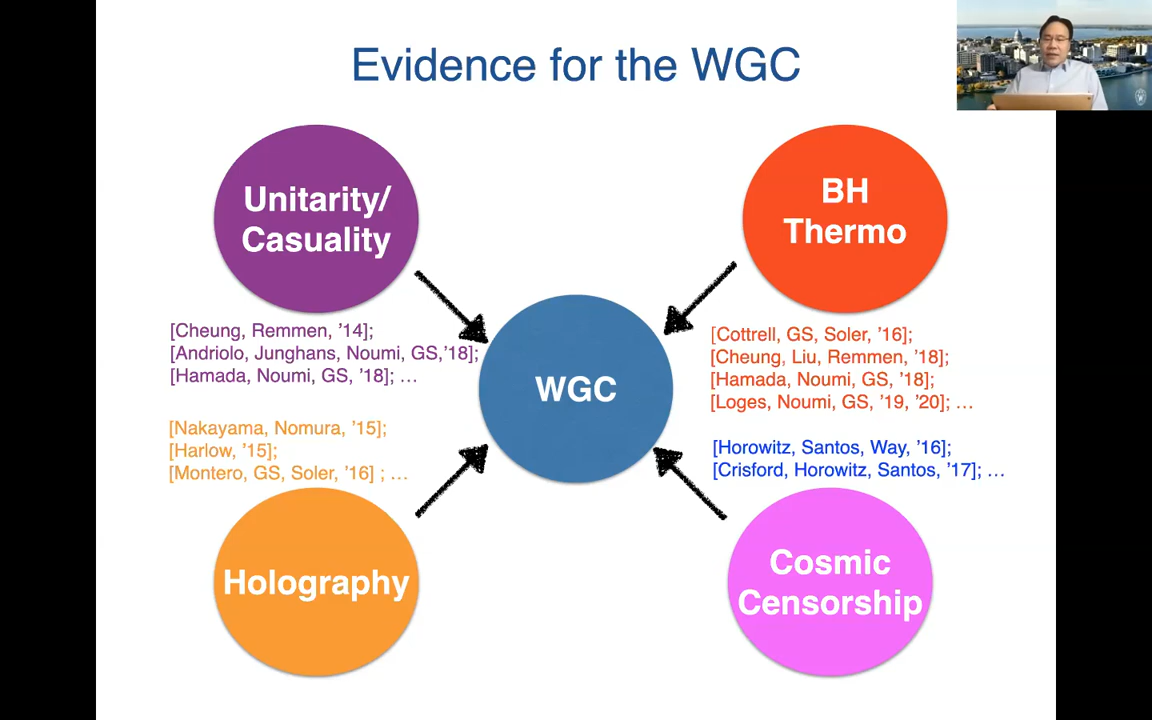 Evidence for the WGC
Unitarity/
Casuality
BH
Thermo
[Cheung, Remmen, ’14];
[Andriolo, Junghans, Noumi, GS,’18];
[Hamada, Noumi, GS, ’18]; …
[Cottrell, GS, Soler, ’16];
[Cheung, Liu, Remmen, ’18];
[Hamada, Noumi, GS, ’18];
[Loges, Noumi, GS, ’19, ’20]; …
WGC
[Nakayama, Nomura, ’15];
[Harlow, ’15];
[Montero, GS, Soler, ’16] ; …
[Horowitz, Santos, Way, ’16];
[Crisford, Horowitz, Santos, ’17]; …
Holography
Cosmic
Censorship